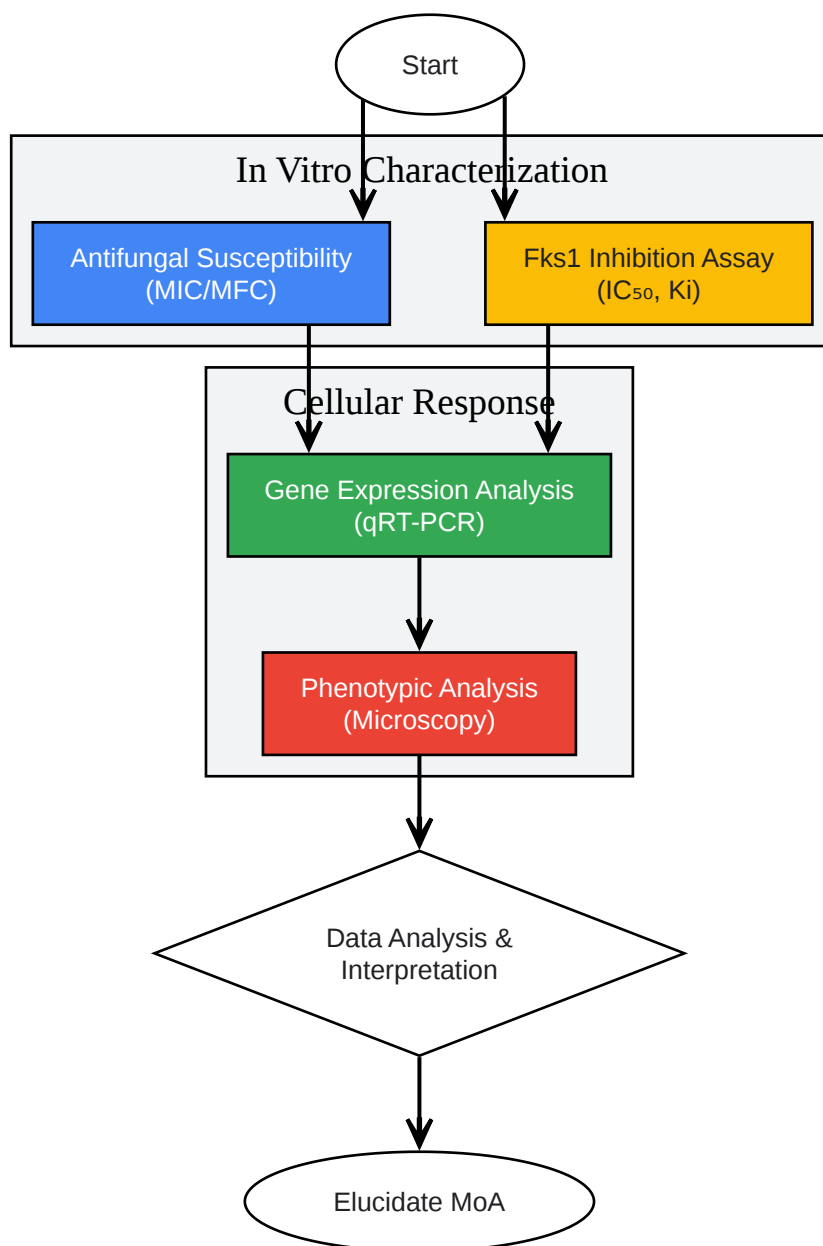 Start
In Vitro Characterization
Antifungal Susceptibility
(MIC/MFC)
Fks1 Inhibition Assay
(IC₅₀, Ki)
Cellular Response
Gene Expression Analysis
(qRT-PCR)
Phenotypic Analysis
(Microscopy)
Data Analysis &
Interpretation
Elucidate MoA